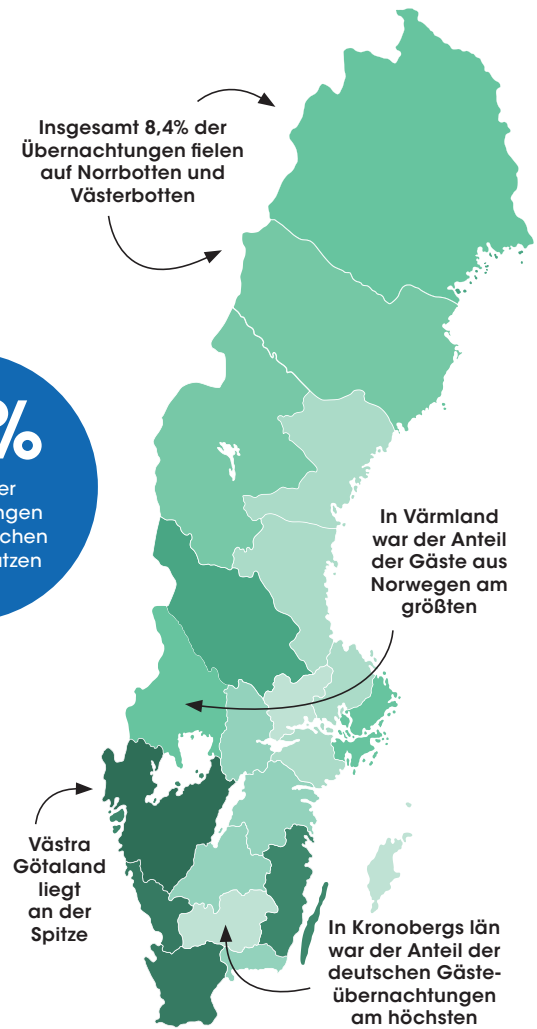 Insgesamt 8,4% der
Übernachtungen fielen
auf Norrbotten und
Västerbotten
%
In Värmland
war der Anteil
der Gäste aus
Norwegen am
größten
Västra
Götaland
liegt
an der
Spitze
In Kronobergs län
war der Anteil der
deutschen Gäste-
übernachtungen
am höchsten